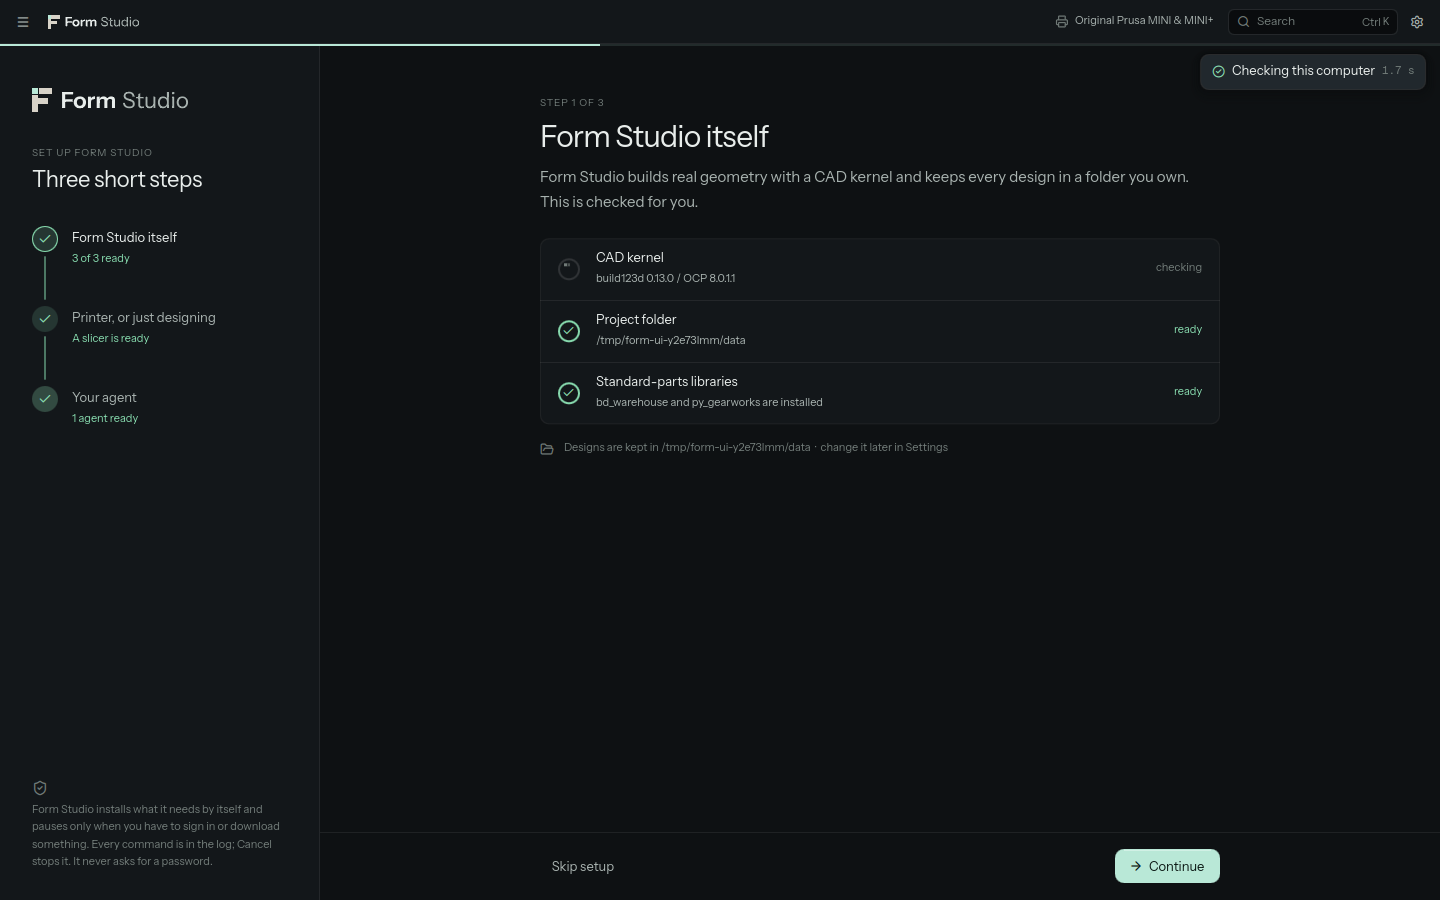 Form Studio
Original Prusa MINI & MINI+
Search
Ctrl K
Checking this computer 1.7 s
Form Studio
SET UP FORM STUDIO
Three short steps
Form Studio itself
3 of 3 ready
Printer, or just designing
A slicer is ready
Your agent
1 agent ready
Form Studio installs what it needs by itself and
pauses only when you have to sign in or download
something. Every command is in the log; Cancel
stops it. It never asks for a password.
STEP 1 OF 3
Form Studio itself
Form Studio builds real geometry with a CAD kernel and keeps every design in a folder you own.
This is checked for you.
CAD kernel
build123d 0.13.0 / OCP 8.0.1.1
checking
Project folder
/tmp/form-ui-y2e73lmm/data
ready
Standard-parts libraries
bd_warehouse and py_gearworks are installed
ready
Designs are kept in /tmp/form-ui-y2e73lmm/data · change it later in Settings
Skip setup
Continue